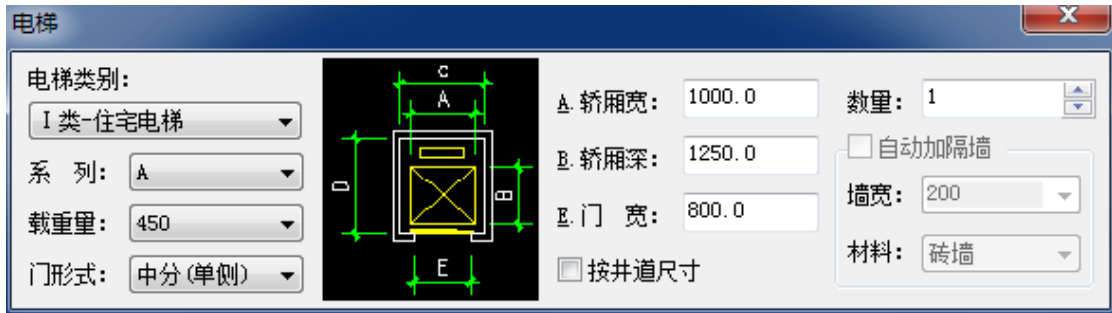 电梯
X
电梯类别:
I类-住宅电梯
系 列: A
载重量: 450
门形式: 中分(单侧)
C
A
D
B
E
A.轿厢宽: 1000.0
B.轿厢深: 1250.0
E.门 宽: 800.0
按井道尺寸
数量: 1
自动加隔墙
墙宽: 200
材料: 砖墙